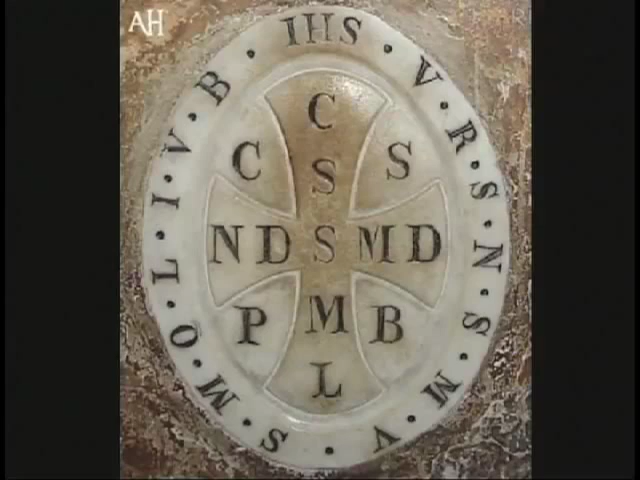 AH
IHS · V · R · S · N · S · M · V · S · M · Q · L · I · V · B ·
C
C S S
N D S M D
P M B
L